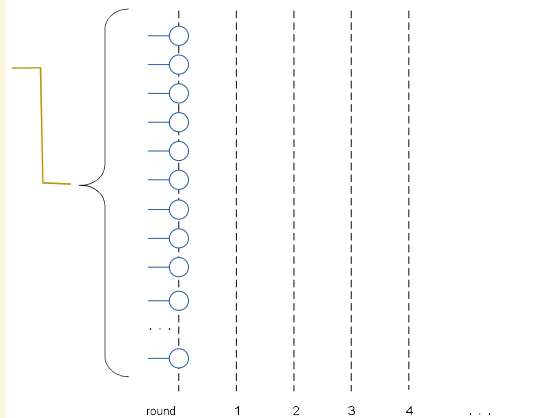 . . .
round 1 2 3 4 . . .